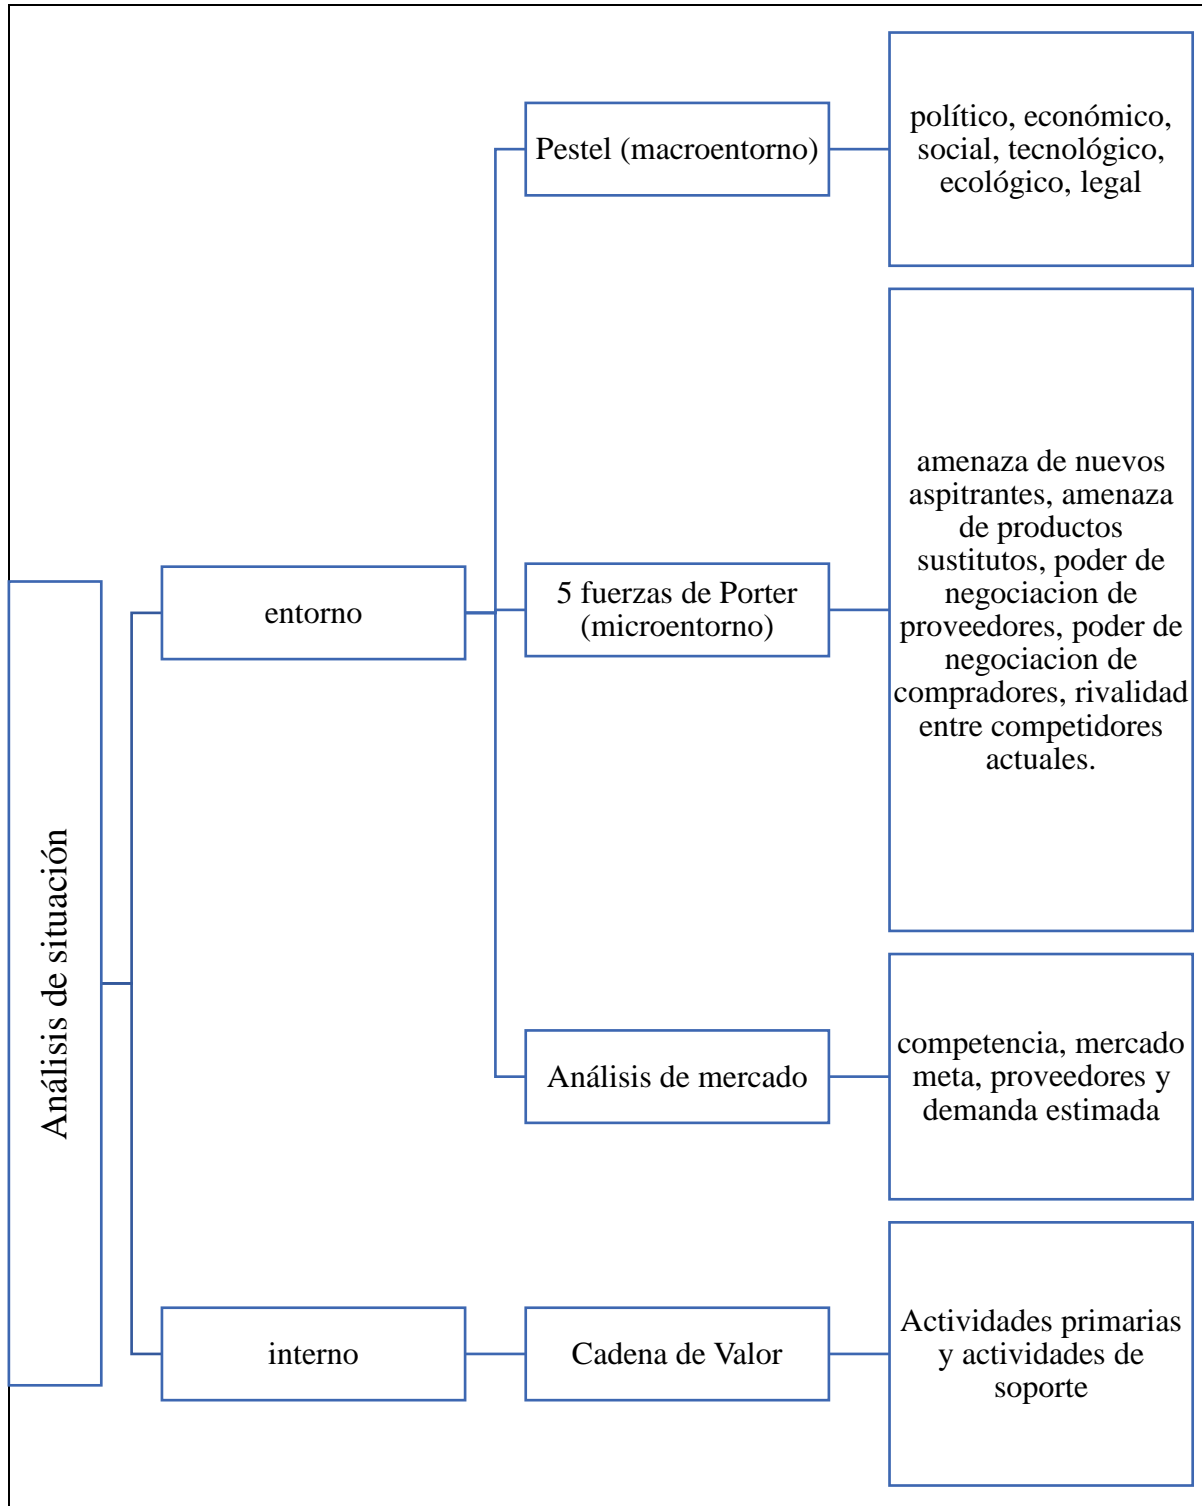 Análisis de situación
entorno
Pestel (macroentorno)
político, económico,
social, tecnológico,
ecológico, legal
5 fuerzas de Porter
(microentorno)
amenaza de nuevos
aspitrantes, amenaza
de productos
sustitutos, poder de
negociacion de
proveedores, poder de
negociacion de
compradores, rivalidad
entre competidores
actuales.
Análisis de mercado
competencia, mercado
meta, proveedores y
demanda estimada
interno
Cadena de Valor
Actividades primarias
y actividades de
soporte